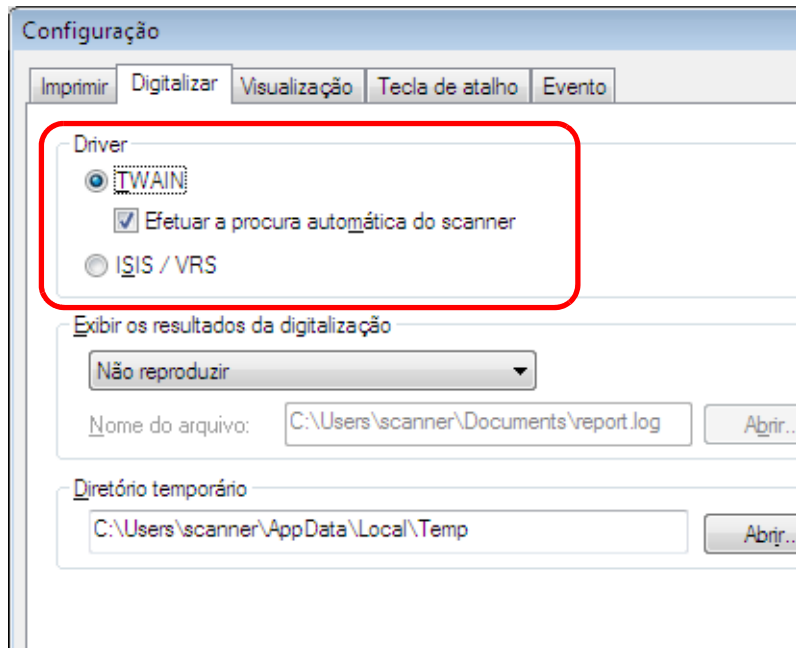 Configuração
Imprimir Digitalizar Visualização Tecla de atalho Evento
Driver
TWAIN
Efetuar a procura automática do scanner
ISIS / VRS
Exibir os resultados da digitalização
Não reproduzir
Nome do arquivo: C:\Users\scanner\Documents\report.log Abrir..
Diretório temporário
C:\Users\scanner\AppData\Local\Temp Abrir..